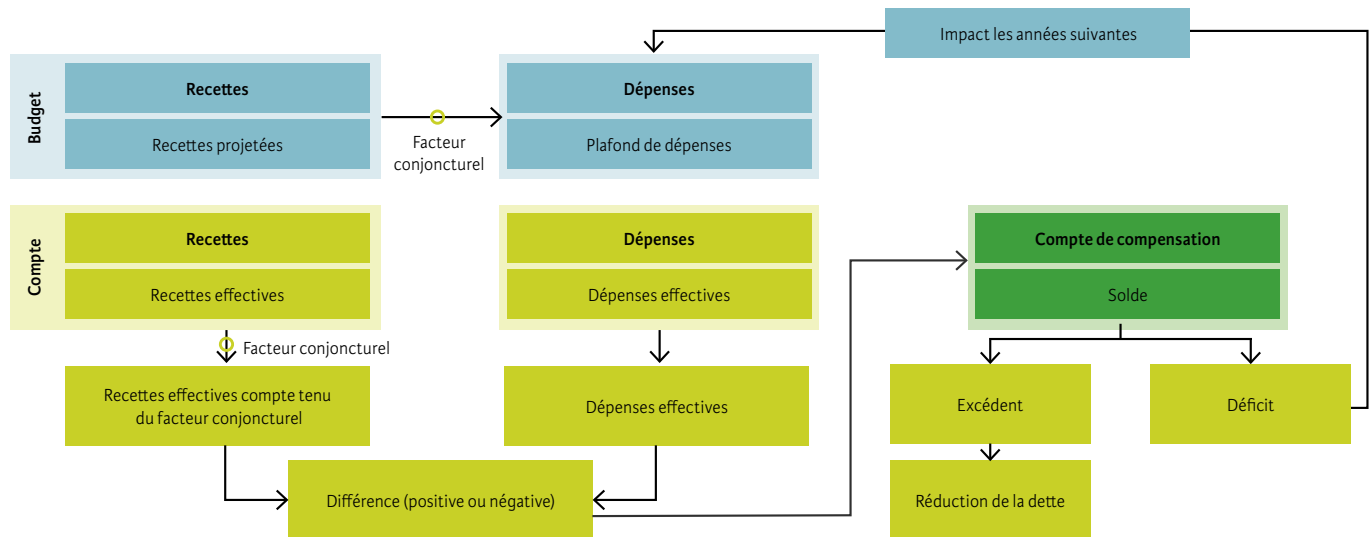 Impact les années suivantes
Budget
Recettes
Recettes projetées
Facteur
conjoncturel
Dépenses
Plafond de dépenses
Compte
Recettes
Recettes effectives
Dépenses
Dépenses effectives
Compte de compensation
Solde
Facteur conjoncturel
Recettes effectives compte tenu
du facteur conjoncturel
Dépenses effectives
Excédent
Déficit
Différence (positive ou négative)
Réduction de la dette